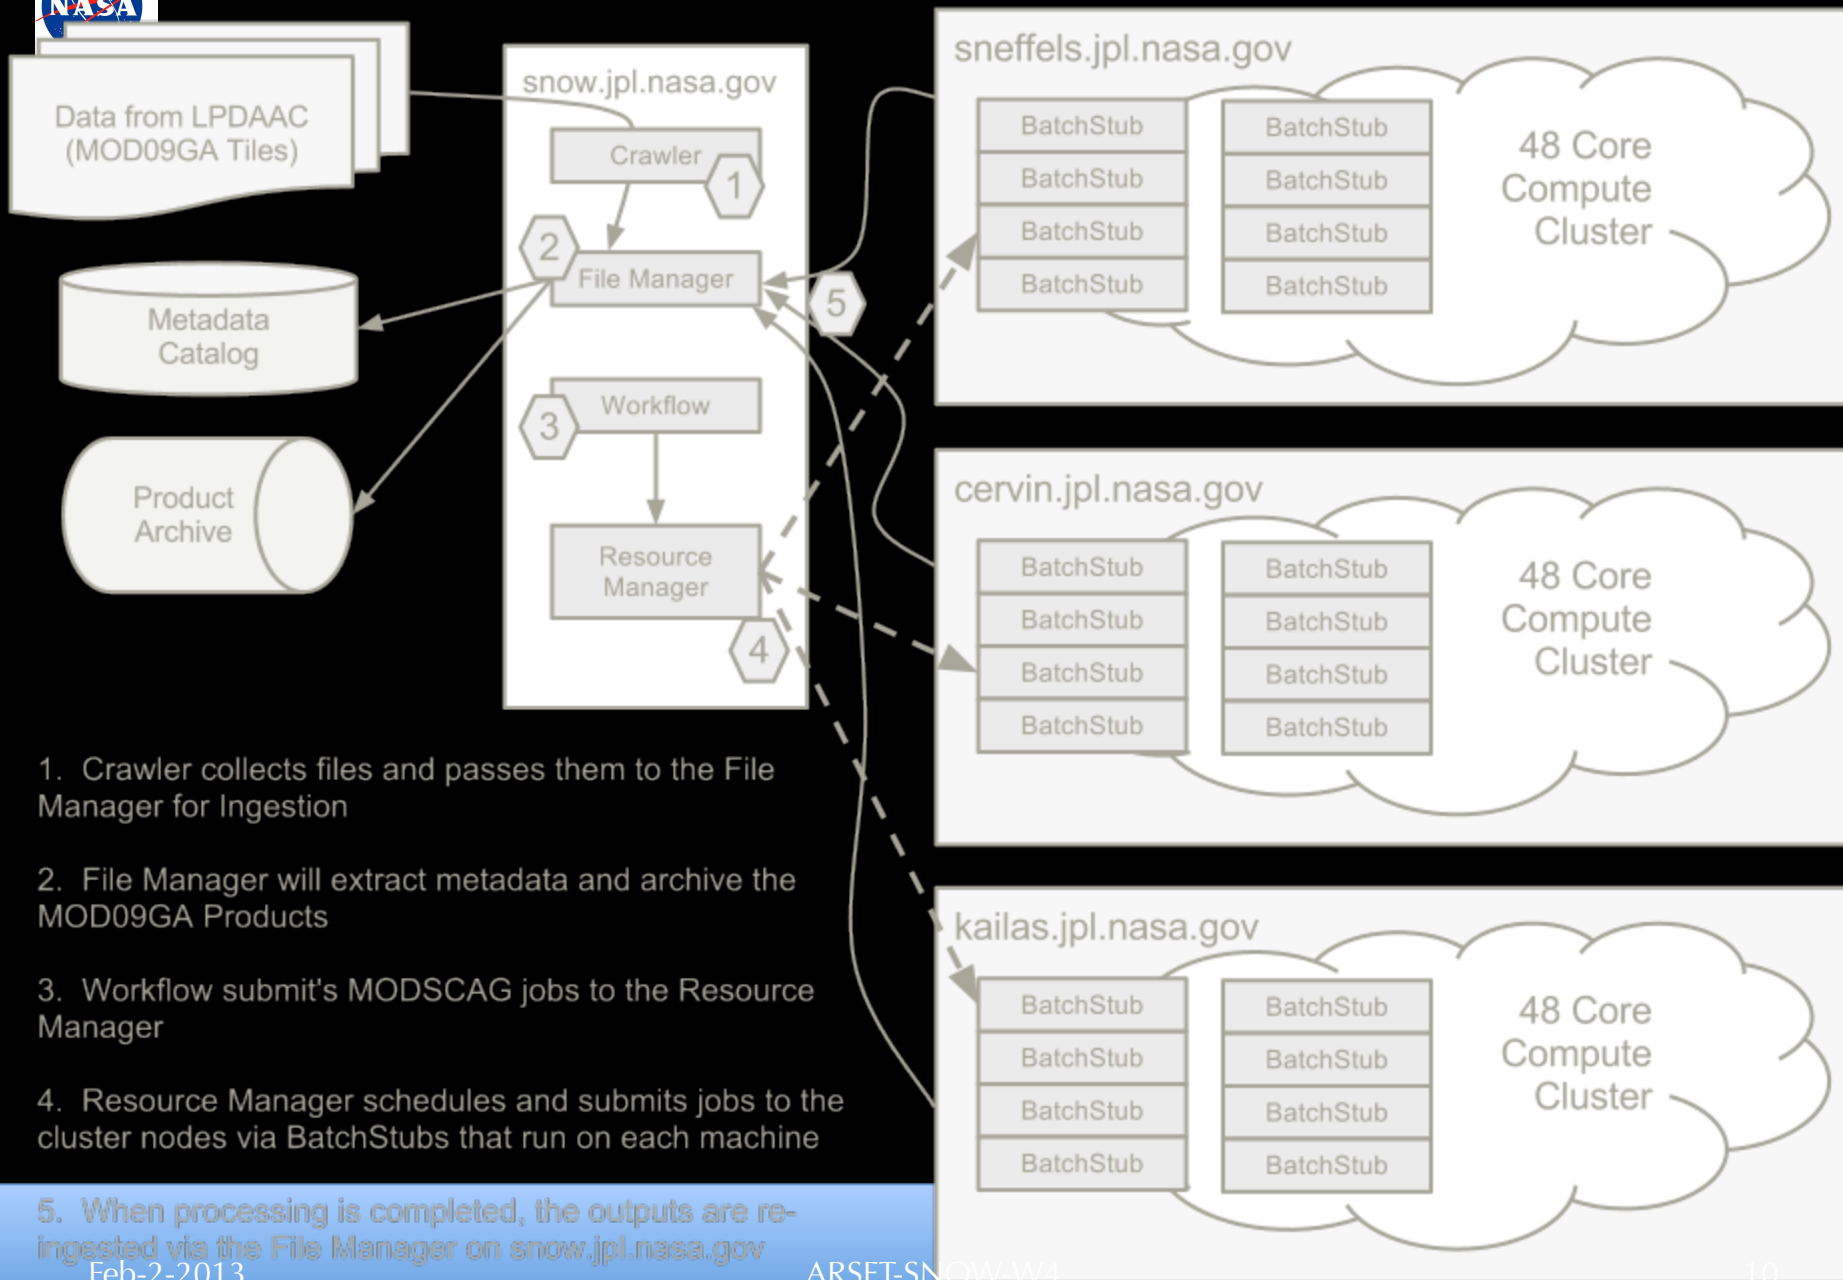 NASA
Data from LPDAAC
(MOD09GA Tiles)
Metadata
Catalog
Product
Archive
snow.jpl.nasa.gov
Crawler
1
2
File Manager
5
Workflow
3
Resource
Manager
4
sneffels.jpl.nasa.gov
BatchStub
BatchStub
BatchStub
BatchStub
BatchStub
BatchStub
BatchStub
BatchStub
48 Core
Compute
Cluster
cervin.jpl.nasa.gov
BatchStub
BatchStub
BatchStub
BatchStub
BatchStub
BatchStub
BatchStub
BatchStub
48 Core
Compute
Cluster
kailas.jpl.nasa.gov
BatchStub
BatchStub
BatchStub
BatchStub
BatchStub
BatchStub
BatchStub
BatchStub
48 Core
Compute
Cluster
1. Crawler collects files and passes them to the File
Manager for Ingestion
2. File Manager will extract metadata and archive the
MOD09GA Products
3. Workflow submit's MODSCAG jobs to the Resource
Manager
4. Resource Manager schedules and submits jobs to the
cluster nodes via BatchStubs that run on each machine
5. When processing is completed, the outputs are re-
ingested via the File Manager on snow.jpl.nasa.gov
Feb-2-2013
ARSET-SNOW-W4
10